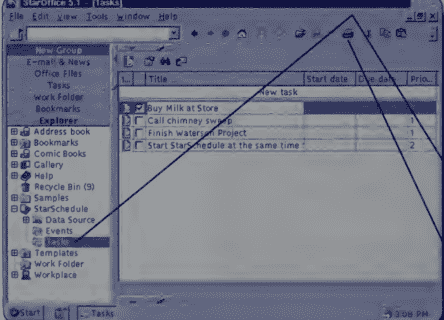 StarOffice 5.1 - [Tasks]
File Edit View Tools Window Help
New Group
E-mail & News
Office Files
Tasks
Work Folder
Bookmarks
Explorer
Address book
Bookmarks
Comic Books
Gallery
Help
Recycle Bin (9)
Samples
StarSchedule
Data Source
Events
Tasks
Templates
Work Folder
Workplace
1.. Title Start date Due date Prio...
New task
Buy Milk at Store
Call chimney sweep 1
Finish Waterson Project 1
Start StarSchedule at the same time 2
Start Tasks 3:08 PM